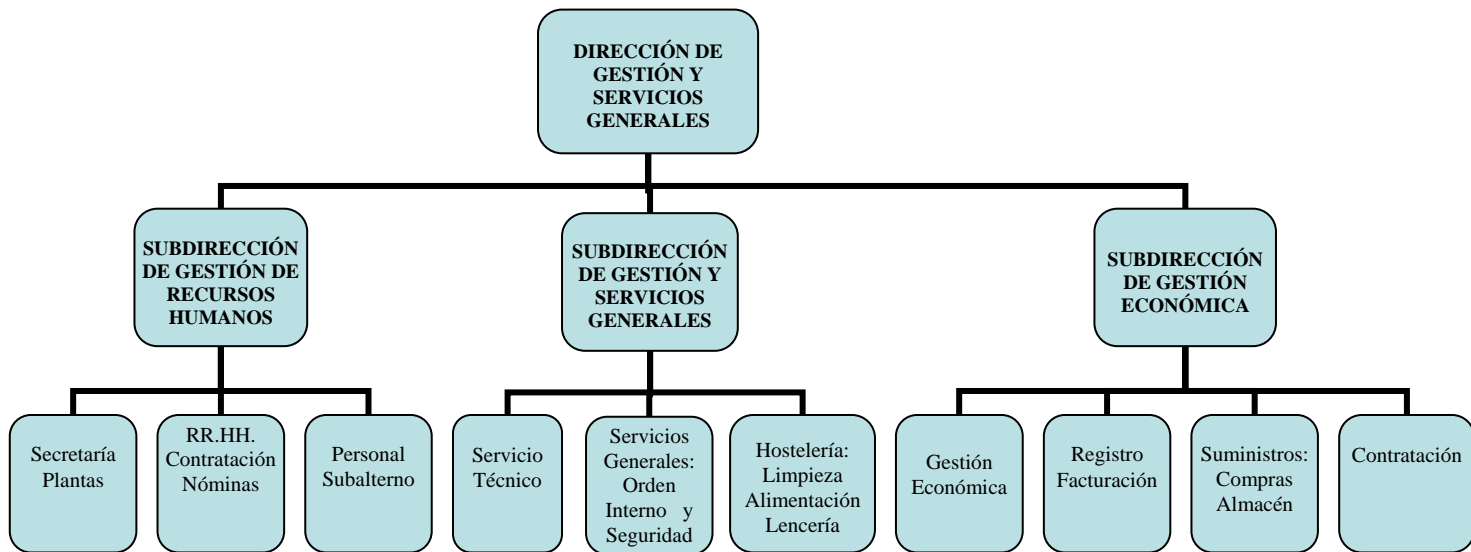 DIRECCIÓN DE
GESTIÓN Y
SERVICIOS
GENERALES
SUBDIRECCIÓN
DE GESTIÓN DE
RECURSOS
HUMANOS
SUBDIRECCIÓN
DE GESTIÓN Y
SERVICIOS
GENERALES
SUBDIRECCIÓN
DE GESTIÓN
ECONÓMICA
Secretaría
Plantas
RR.HH.
Contratación
Nóminas
Personal
Subalterno
Servicio
Técnico
Servicios
Generales:
Orden
Interno y
Seguridad
Hostelería:
Limpieza
Alimentación
Lencería
Gestión
Económica
Registro
Facturación
Suministros:
Compras
Almacén
Contratación